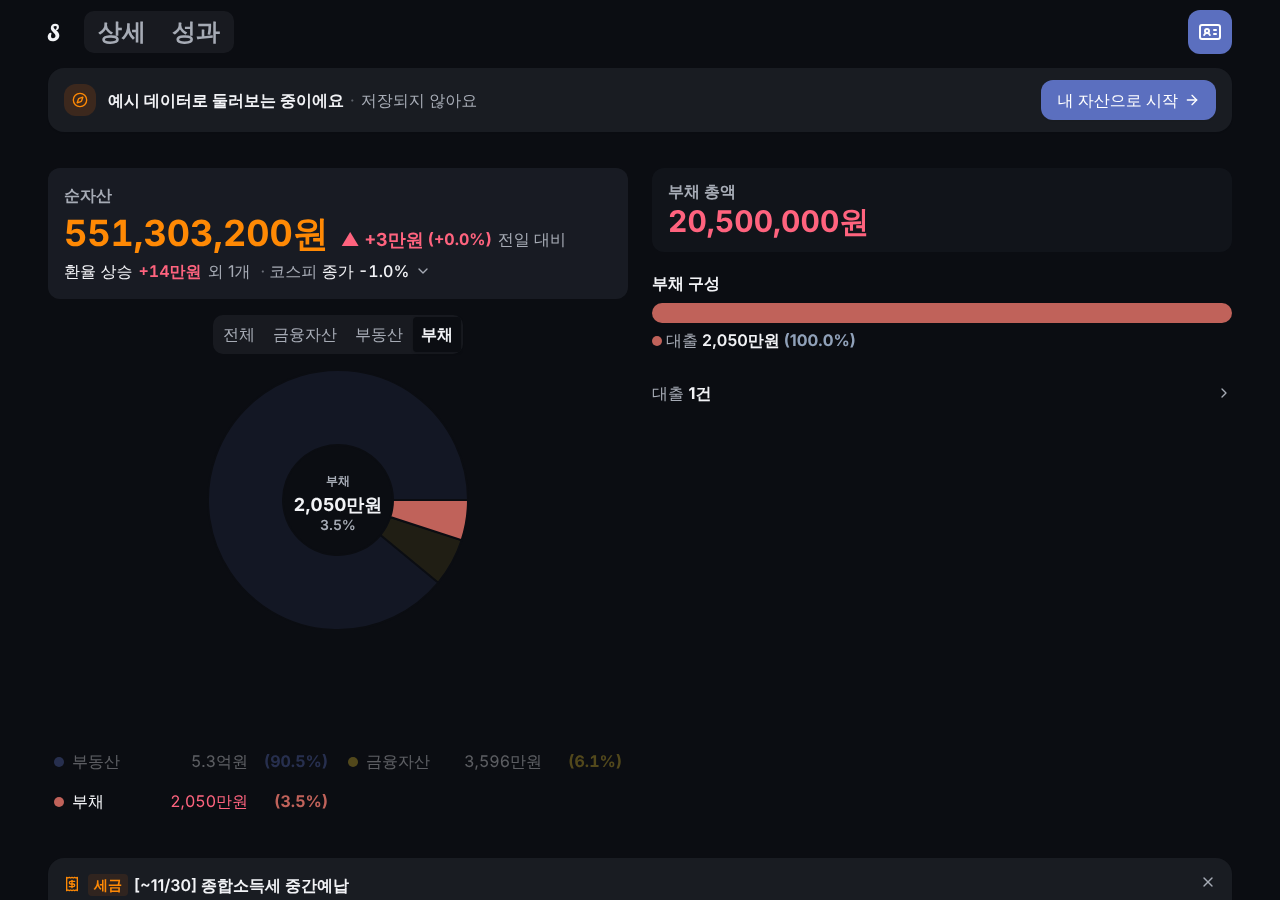 S
상세 성과
예시 데이터로 둘러보는 중이에요 · 저장되지 않아요
내 자산으로 시작 →
순자산
551,303,200원 ▲ +3만원 (+0.0%) 전일 대비
환율 상승 +14만원 외 1개 · 코스피 종가 -1.0%
전체 금융자산 부동산 부채
부채
2,050만원
3.5%
부동산 5.3억원 (90.5%) 금융자산 3,596만원 (6.1%)
부채 2,050만원 (3.5%)
부채 총액
20,500,000원
부채 구성
대출 2,050만원 (100.0%)
대출 1건
세금 [~11/30] 종합소득세 중간예납